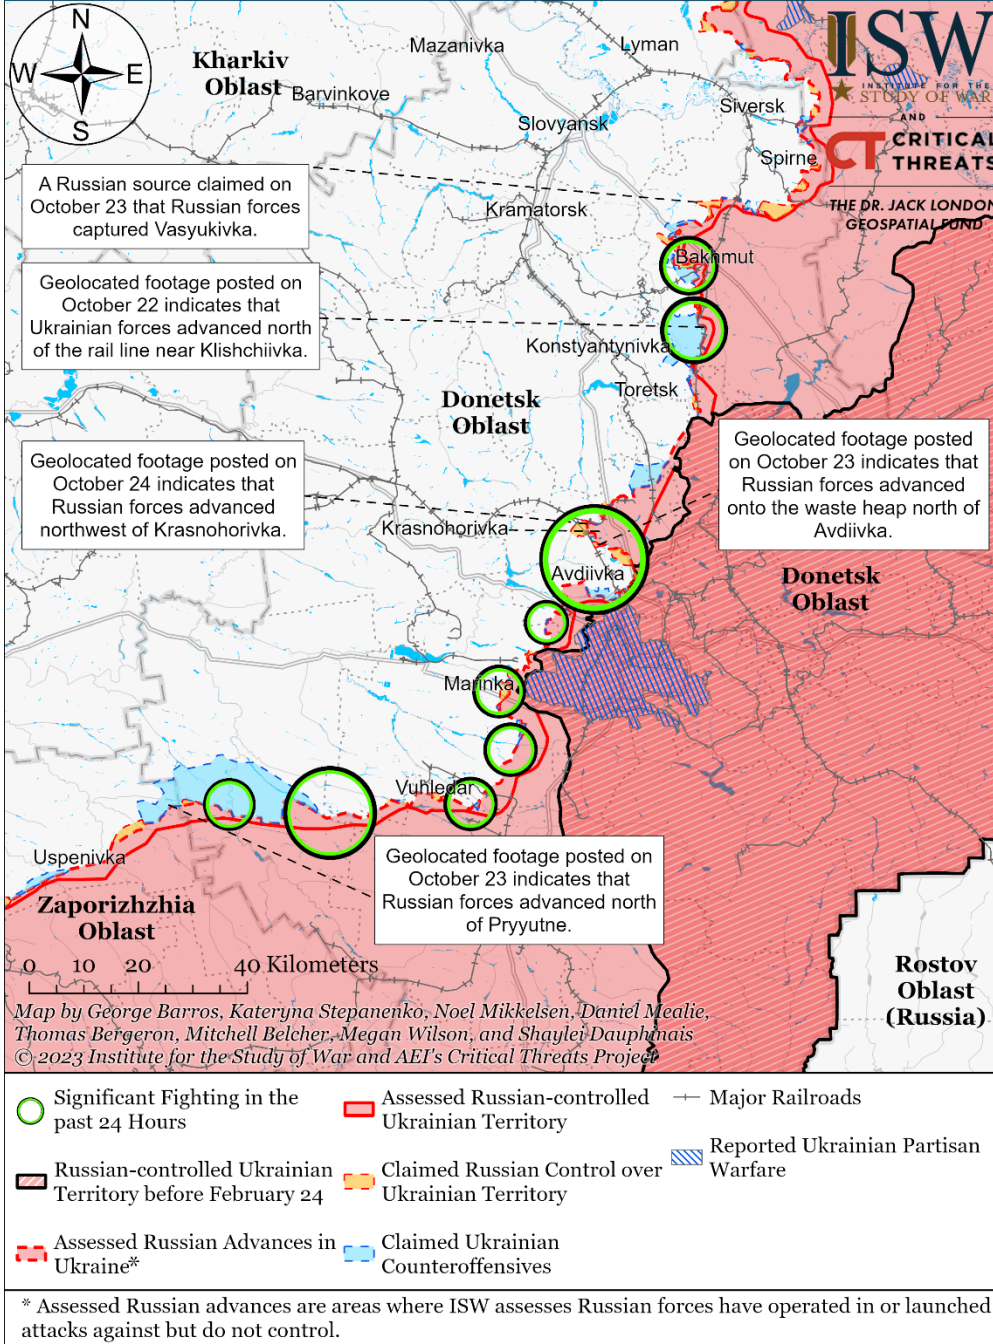 N
W
E
S
Kharkiv
Oblast
Mazanivka
Lyman
Barvinkove
Slovyansk
Siversk
Spirne
Kramatorsk
ISW
INSTITUTE FOR THE
STUDY OF WAR
AND
CT
CRITICAL
THREATS
THE DR. JACK LONDON
GEOSPATIAL FUND
A Russian source claimed on
October 23 that Russian forces
captured Vasyukivka.
Bakhmut
Geolocated footage posted on
October 22 indicates that
Ukrainian forces advanced north
of the rail line near Klishchiivka.
Konstyantynivka
Toretsk
Donetsk
Oblast
Geolocated footage posted on
October 24 indicates that
Russian forces advanced
northwest of Krasnohorivka.
Geolocated footage posted
on October 23 indicates that
Russian forces advanced
onto the waste heap north of
Avdiivka.
Krasnohorivka
Avdiivka
Donetsk
Oblast
Marinka
Vuhledar
Uspenivka
Geolocated footage posted on
October 23 indicates that
Russian forces advanced north
of Pryyutne.
Zaporizhzhia
Oblast
Rostov
Oblast
(Russia)
0 10 20 40 Kilometers
Map by George Barros, Kateryna Stepanenko, Noel Mikkelsen, Daniel Mealie,
Thomas Bergeron, Mitchell Belcher, Megan Wilson, and Shaylei Dauphinais
© 2023 Institute for the Study of War and AEI's Critical Threats Project
Significant Fighting in the
past 24 Hours
Assessed Russian-controlled
Ukrainian Territory
Major Railroads
Russian-controlled Ukrainian
Territory before February 24
Claimed Russian Control over
Ukrainian Territory
Reported Ukrainian Partisan
Warfare
Assessed Russian Advances in
Ukraine*
Claimed Ukrainian
Counteroffensives
* Assessed Russian advances are areas where ISW assesses Russian forces have operated in or launched
attacks against but do not control.